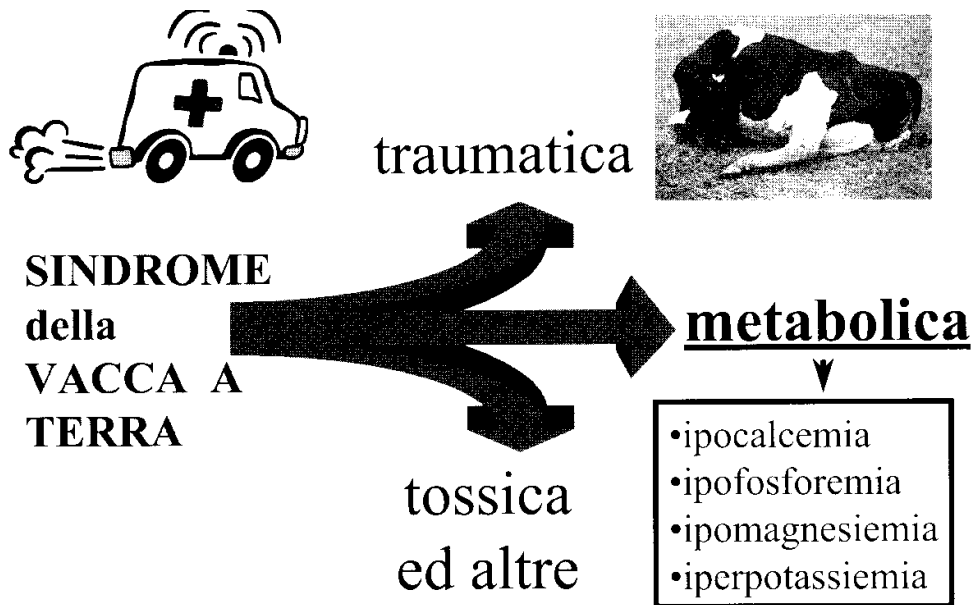 traumatica
SINDROME
della
VACCA A
TERRA
metabolica
•ipocalcemia
•ipofosforemia
•ipomagnesiemia
•iperpotassiemia
tossica
ed altre